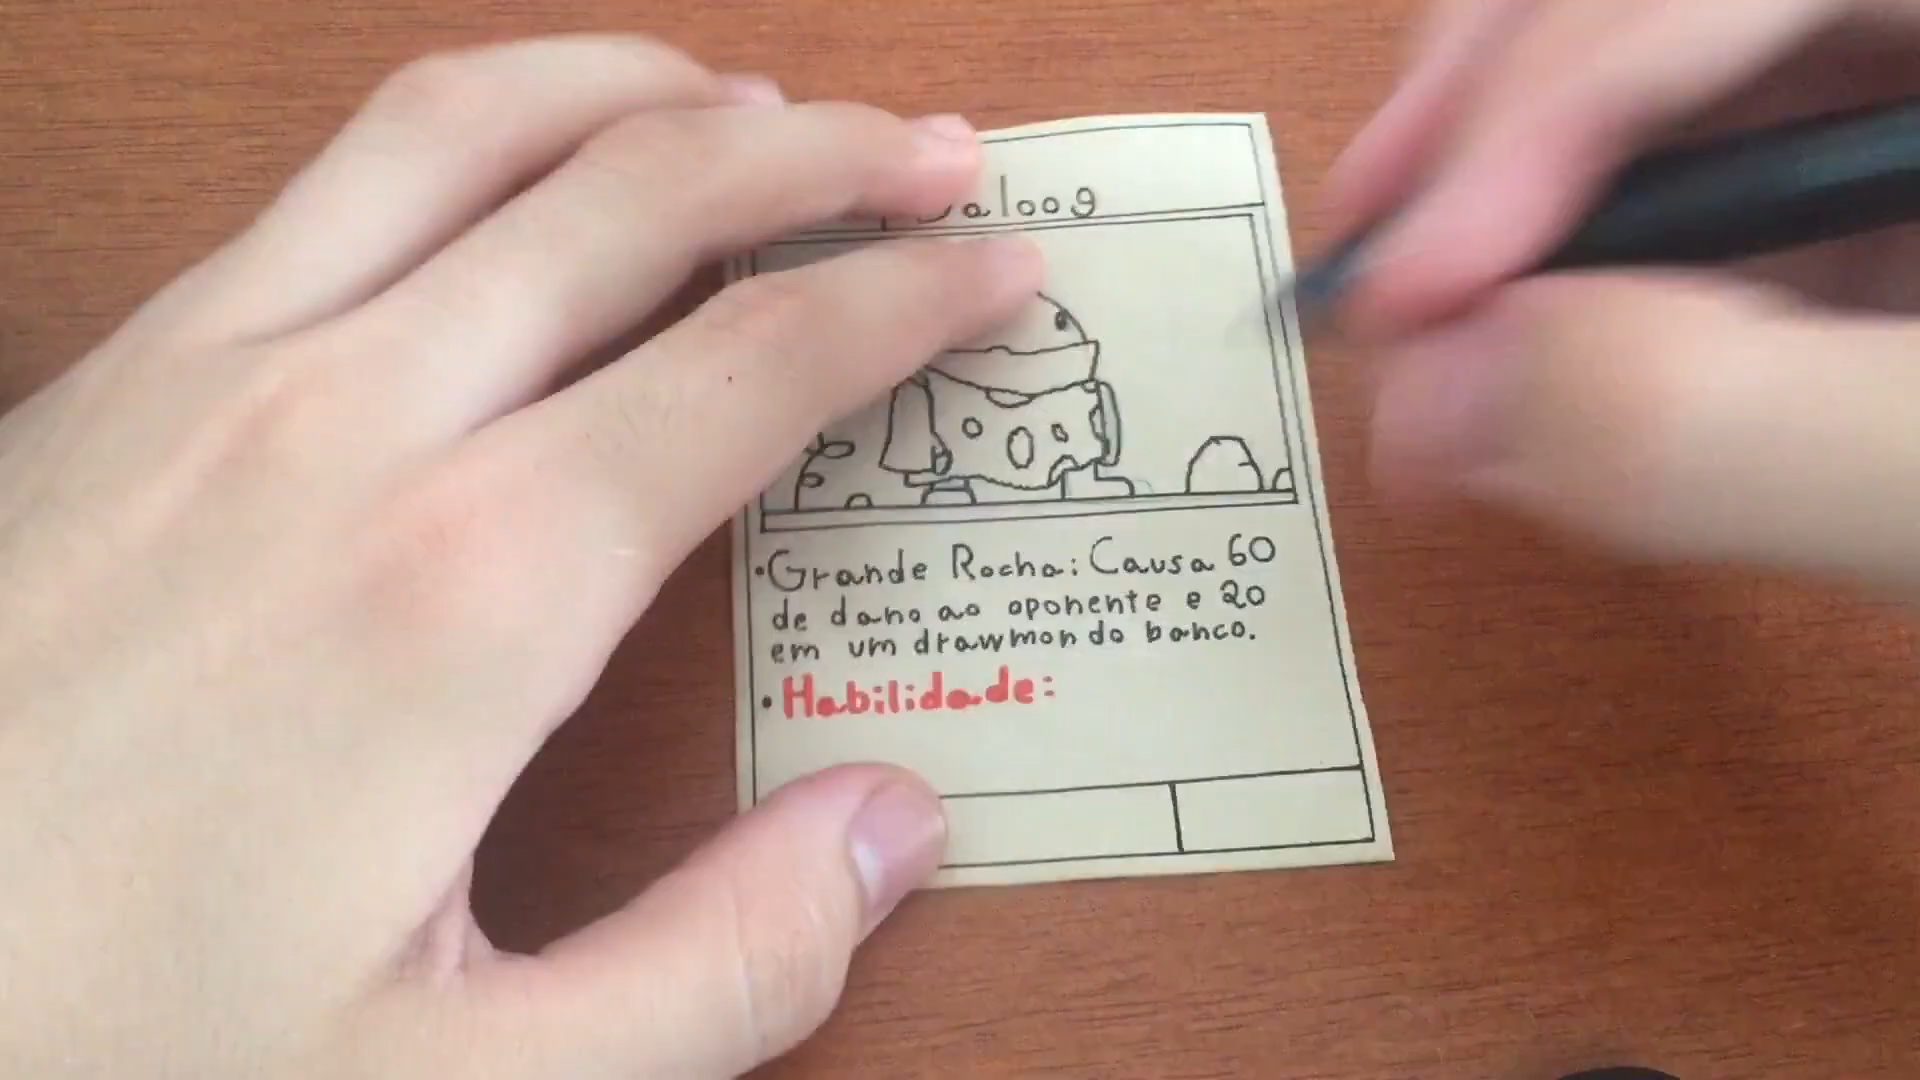 • Grande Rocha: Causa 60
de dano ao oponente e 20
em um drawmon do banco.
• Habilidade: